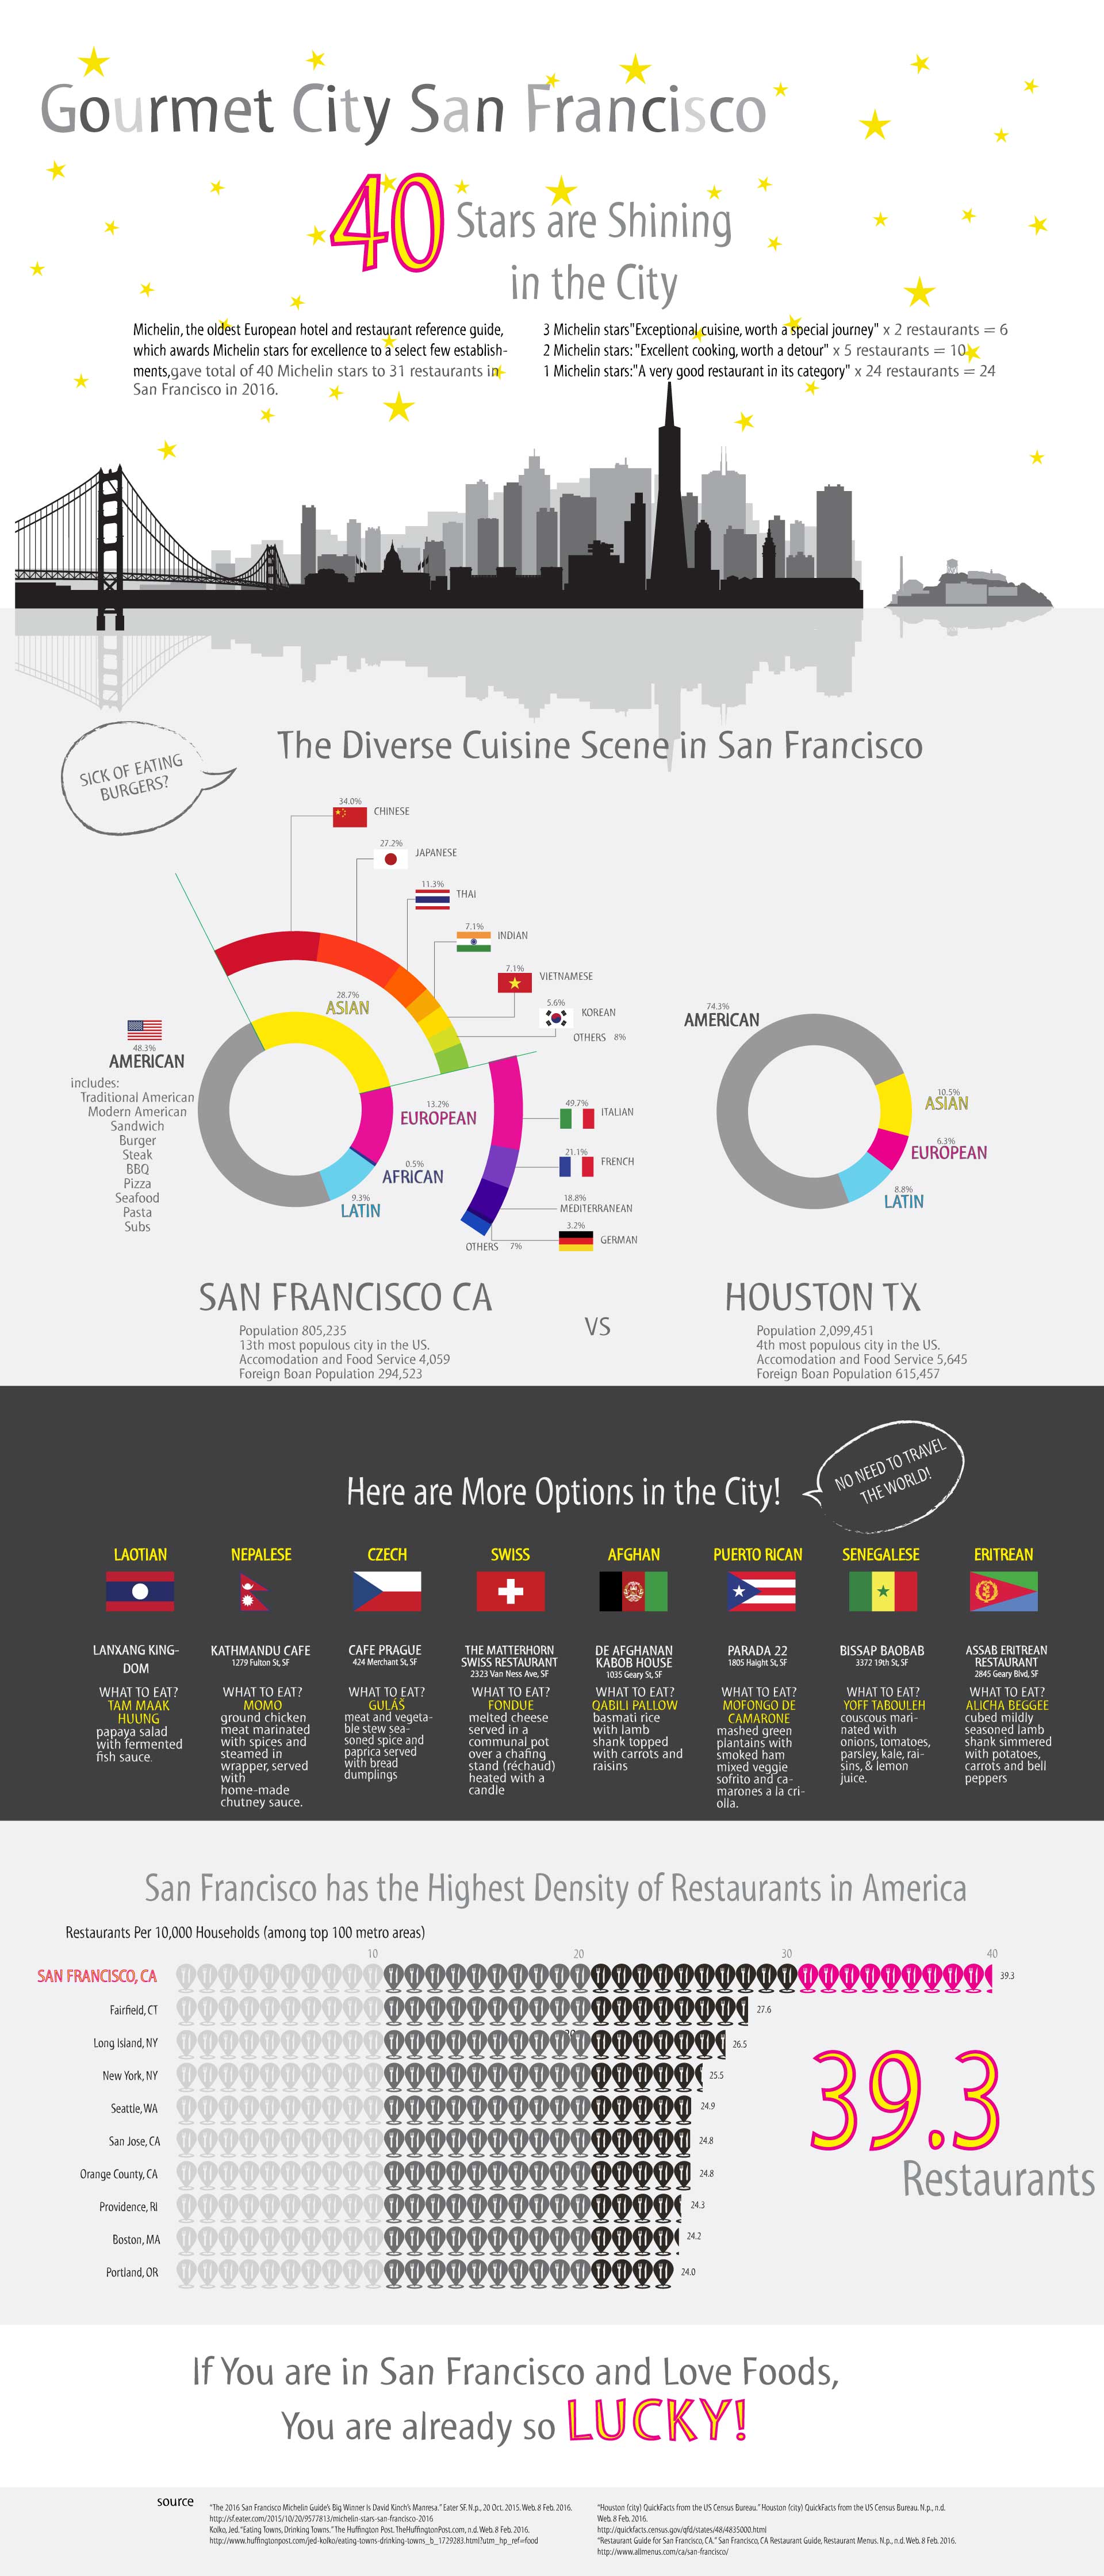 Gourmet City San Francisco
40 Stars are Shining
in the City
Michelin, the oldest European hotel and restaurant reference guide,
which awards Michelin stars for excellence to a select few establish-
ments,gave total of 40 Michelin stars to 31 restaurants in
San Francisco in 2016.
3 Michelin stars"Exceptional cuisine, worth a special journey" x 2 restaurants = 6
2 Michelin stars: "Excellent cooking, worth a detour" x 5 restaurants = 10
1 Michelin stars:"A very good restaurant in its category" x 24 restaurants = 24
SICK OF EATING
BURGERS?
The Diverse Cuisine Scene in San Francisco
34.0%
CHINESE
27.2%
JAPANESE
11.3%
THAI
7.1%
INDIAN
7.1%
VIETNAMESE
5.6%
KOREAN
OTHERS 8%
28.7%
ASIAN
48.3%
AMERICAN
includes:
Traditional American
Modern American
Sandwich
Burger
Steak
BBQ
Pizza
Seafood
Pasta
Subs
13.2%
EUROPEAN
0.5%
AFRICAN
9.3%
LATIN
49.7%
ITALIAN
21.1%
FRENCH
18.8%
MEDITERRANEAN
3.2%
GERMAN
OTHERS 7%
74.3%
AMERICAN
10.5%
ASIAN
6.3%
EUROPEAN
8.8%
LATIN
SAN FRANCISCO CA
Population 805,235
13th most populous city in the US.
Accomodation and Food Service 4,059
Foreign Boan Population 294,523
VS
HOUSTON TX
Population 2,099,451
4th most populous city in the US.
Accomodation and Food Service 5,645
Foreign Boan Population 615,457
Here are More Options in the City!
NO NEED TO TRAVEL
THE WORLD!
LAOTIAN
LANXANG KING-
DOM
WHAT TO EAT?
TAM MAAK
HUUNG
papaya salad
with fermented
fish sauce.
NEPALESE
KATHMANDU CAFE
1279 Fulton St, SF
WHAT TO EAT?
MOMO
ground chicken
meat marinated
with spices and
steamed in
wrapper, served
with
home-made
chutney sauce.
CZECH
CAFE PRAGUE
424 Merchant St, SF
WHAT TO EAT?
GULÁŠ
meat and vegeta-
ble stew sea-
soned spice and
paprica served
with bread
dumplings
SWISS
THE MATTERHORN
SWISS RESTAURANT
2323 Van Ness Ave, SF
WHAT TO EAT?
FONDUE
melted cheese
served in a
communal pot
over a chafing
stand (réchaud)
heated with a
candle
AFGHAN
DE AFGHANAN
KABOB HOUSE
1035 Geary St, SF
WHAT TO EAT?
QABILI PALLOW
basmati rice
with lamb
shank topped
with carrots and
raisins
PUERTO RICAN
PARADA 22
1805 Haight St, SF
WHAT TO EAT?
MOFONGO DE
CAMARONE
mashed green
plantains with
smoked ham
mixed veggie
sofrito and ca-
marones a la cri-
olla.
SENEGALESE
BISSAP BAOBAB
3372 19th St, SF
WHAT TO EAT?
YOFF TABOULEH
couscous mari-
nated with
onions, tomatoes,
parsley, kale, rai-
sins, & lemon
juice.
ERITREAN
ASSAB ERITREAN
RESTAURANT
2845 Geary Blvd, SF
WHAT TO EAT?
ALICHA BEGGEE
cubed mildly
seasoned lamb
shank simmered
with potatoes,
carrots and bell
peppers
San Francisco has the Highest Density of Restaurants in America
Restaurants Per 10,000 Households (among top 100 metro areas)
10 20 30 40
SAN FRANCISCO, CA 39.3
Fairfield, CT 27.6
20
Long Island, NY 26.5
New York, NY 25.5
Seattle, WA 24.9
San Jose, CA 24.8
Orange County, CA 24.8
Providence, RI 24.3
Boston, MA 24.2
Portland, OR 24.0
39.3
Restaurants
If You are in San Francisco and Love Foods,
You are already so LUCKY!
source
"The 2016 San Francisco Michelin Guide's Big Winner Is David Kinch's Manresa." Eater SF. N.p., 20 Oct. 2015. Web. 8 Feb. 2016.
http://sf.eater.com/2015/10/20/9577813/michelin-stars-san-francisco-2016
Kolko, Jed. "Eating Towns, Drinking Towns." The Huffington Post. TheHuffingtonPost.com, n.d. Web. 8 Feb. 2016.
http://www.huffingtonpost.com/jed-kolko/eating-towns-drinking-towns_b_1729283.html?utm_hp_ref=food
"Houston (city) QuickFacts from the US Census Bureau." Houston (city) QuickFacts from the US Census Bureau. N.p., n.d.
Web. 8 Feb. 2016.
http://quickfacts.census.gov/qfd/states/48/4835000.html
"Restaurant Guide for San Francisco, CA." San Francisco, CA Restaurant Guide, Restaurant Menus. N.p., n.d. Web. 8 Feb. 2016.
http://www.allmenus.com/ca/san-francisco/